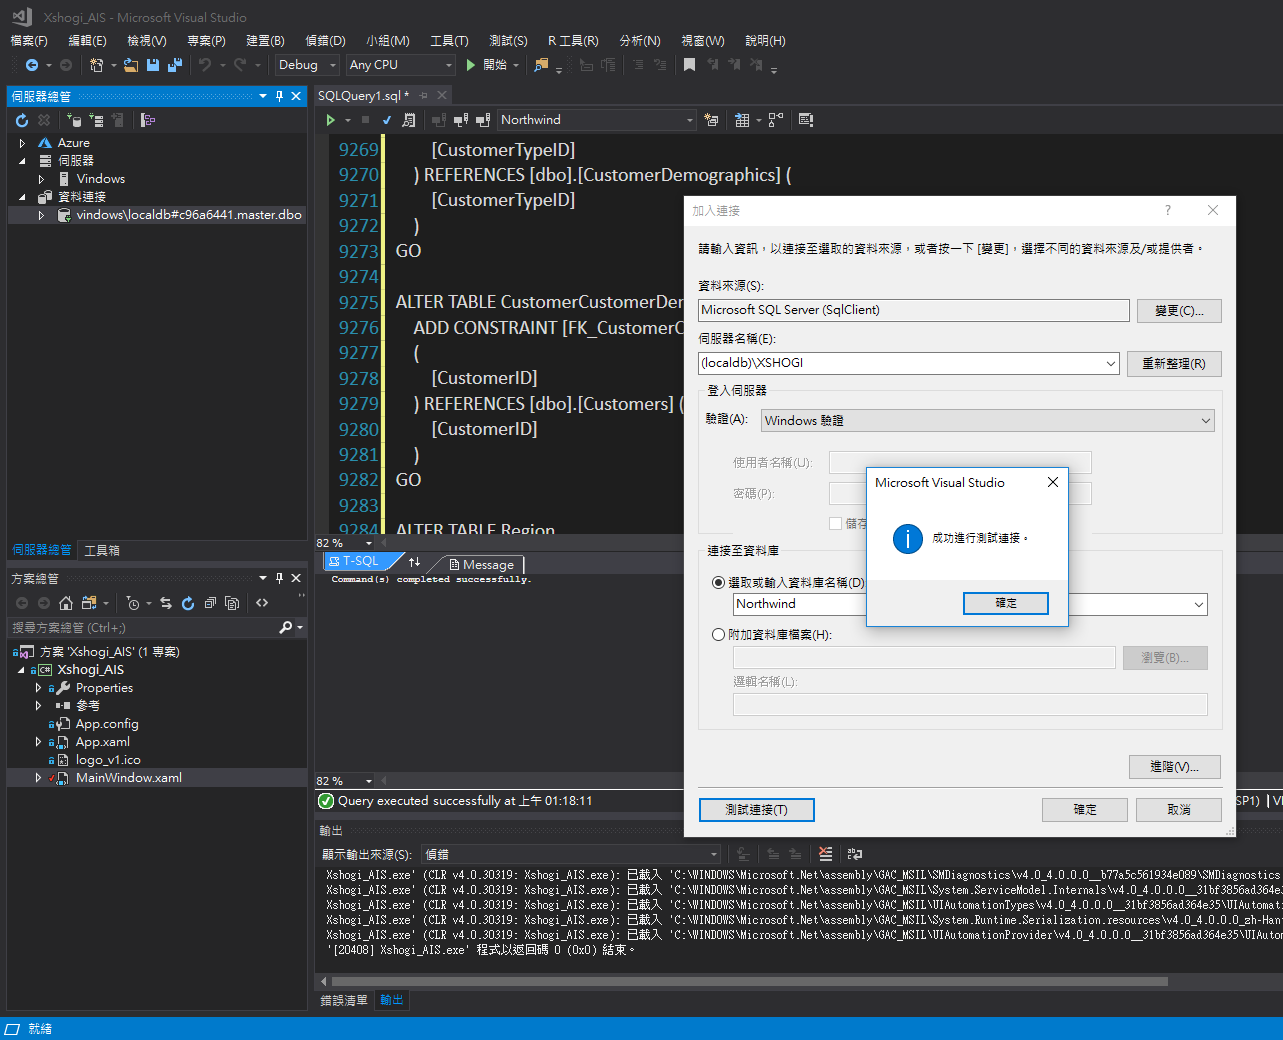 Xshogi_AIS - Microsoft Visual Studio
檔案(F) 編輯(E) 檢視(V) 專案(P) 建置(B) 偵錯(D) 小組(M) 工具(T) 測試(S) R 工具(R) 分析(N) 視窗(W) 說明(H)
Debug Any CPU 開始
伺服器總管
Azure
伺服器
Vindows
資料連接
vindows\localdb#c96a6441.master.dbo
伺服器總管 工具箱
方案總管
搜尋方案總管 (Ctrl+;)
方案 'Xshogi_AIS' (1 專案)
Xshogi_AIS
Properties
參考
App.config
App.xaml
logo_v1.ico
MainWindow.xaml
SQLQuery1.sql *
Northwind
9269 [CustomerTypeID]
9270 ) REFERENCES [dbo].[CustomerDemographics] (
9271 [CustomerTypeID]
9272 )
9273 GO
9274
9275 ALTER TABLE CustomerCustomerDe
9276 ADD CONSTRAINT [FK_CustomerC
9277 (
9278 [CustomerID]
9279 ) REFERENCES [dbo].[Customers] (
9280 [CustomerID]
9281 )
9282 GO
9283
9284 ALTER TABLE Region
82 %
T-SQL Message
Command(s) completed successfully.
82 %
Query executed successfully at 上午 01:18:11
SP1)
加入連接
請輸入資訊，以連接至選取的資料來源，或者按一下 [變更]，選擇不同的資料來源及/或提供者。
資料來源(S):
Microsoft SQL Server (SqlClient) 變更(C)...
伺服器名稱(E):
(localdb)\XSHOGI 重新整理(R)
登入伺服器
驗證(A): Windows 驗證
使用者名稱(U):
密碼(P):
儲存
連接至資料庫
選取或輸入資料庫名稱(D)
Northwind
附加資料庫檔案(H):
瀏覽(B)...
邏輯名稱(L):
進階(V)...
測試連接(T) 確定 取消
Microsoft Visual Studio
成功進行測試連接。
確定
輸出
顯示輸出來源(S): 偵錯
Xshogi_AIS.exe' (CLR v4.0.30319: Xshogi_AIS.exe): 已載入 'C:\WINDOWS\Microsoft.Net\assembly\GAC_MSIL\SMDiagnostics\v4.0_4.0.0.0__b77a5c561934e089\SMDiagnostics
Xshogi_AIS.exe' (CLR v4.0.30319: Xshogi_AIS.exe): 已載入 'C:\WINDOWS\Microsoft.Net\assembly\GAC_MSIL\System.ServiceModel.Internals\v4.0_4.0.0.0__31bf3856ad364e3
Xshogi_AIS.exe' (CLR v4.0.30319: Xshogi_AIS.exe): 已載入 'C:\WINDOWS\Microsoft.Net\assembly\GAC_MSIL\UIAutomationTypes\v4.0_4.0.0.0__31bf3856ad364e35\UIAutomat
Xshogi_AIS.exe' (CLR v4.0.30319: Xshogi_AIS.exe): 已載入 'C:\WINDOWS\Microsoft.Net\assembly\GAC_MSIL\System.Runtime.Serialization.resources\v4.0_4.0.0.0_zh-Han
Xshogi_AIS.exe' (CLR v4.0.30319: Xshogi_AIS.exe): 已載入 'C:\WINDOWS\Microsoft.Net\assembly\GAC_MSIL\UIAutomationProvider\v4.0_4.0.0.0__31bf3856ad364e35\UIAu
'[20408] Xshogi_AIS.exe' 程式以返回碼 0 (0x0) 結束。
錯誤清單 輸出
就緒